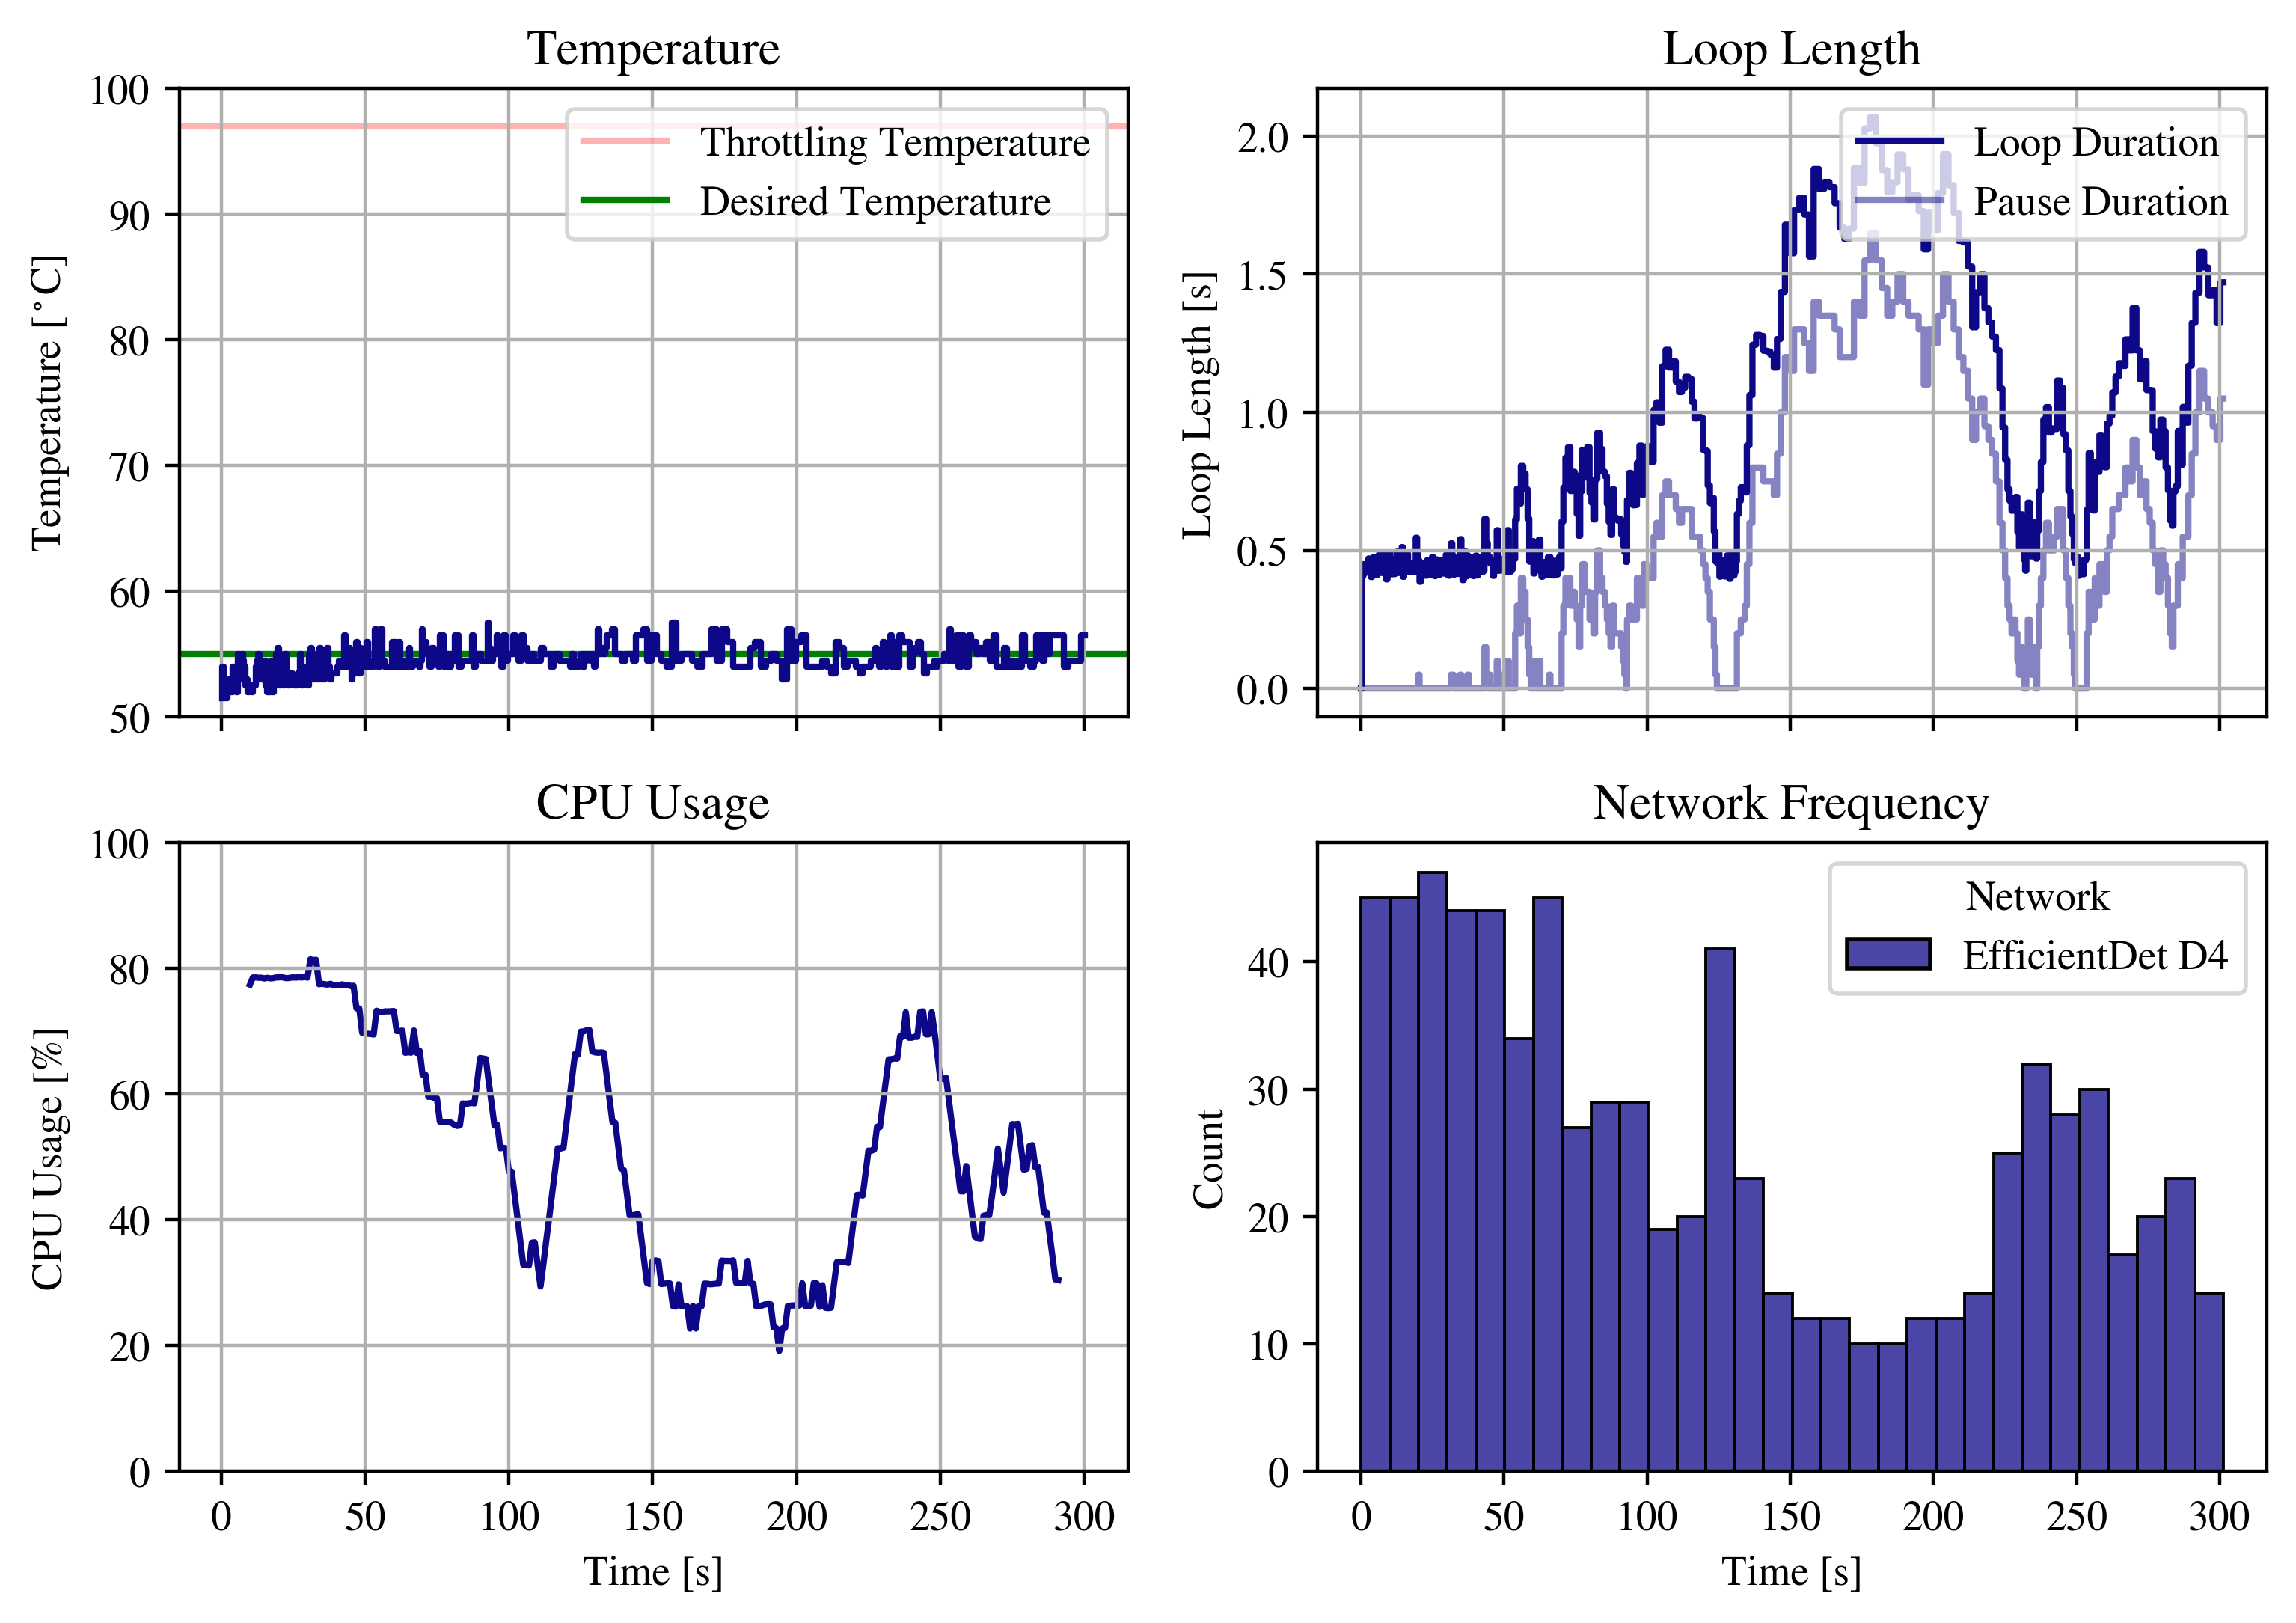 Temperature
100
90
80
70
60
50
Temperature [°C]
Throttling Temperature
Desired Temperature
Loop Length
2.0
1.5
1.0
0.5
0.0
Loop Length [s]
Loop Duration
Pause Duration
CPU Usage
100
80
60
40
20
0
CPU Usage [%]
0 50 100 150 200 250 300
Time [s]
Network Frequency
40
30
20
10
0
Count
Network
EfficientDet D4
0 50 100 150 200 250 300
Time [s]